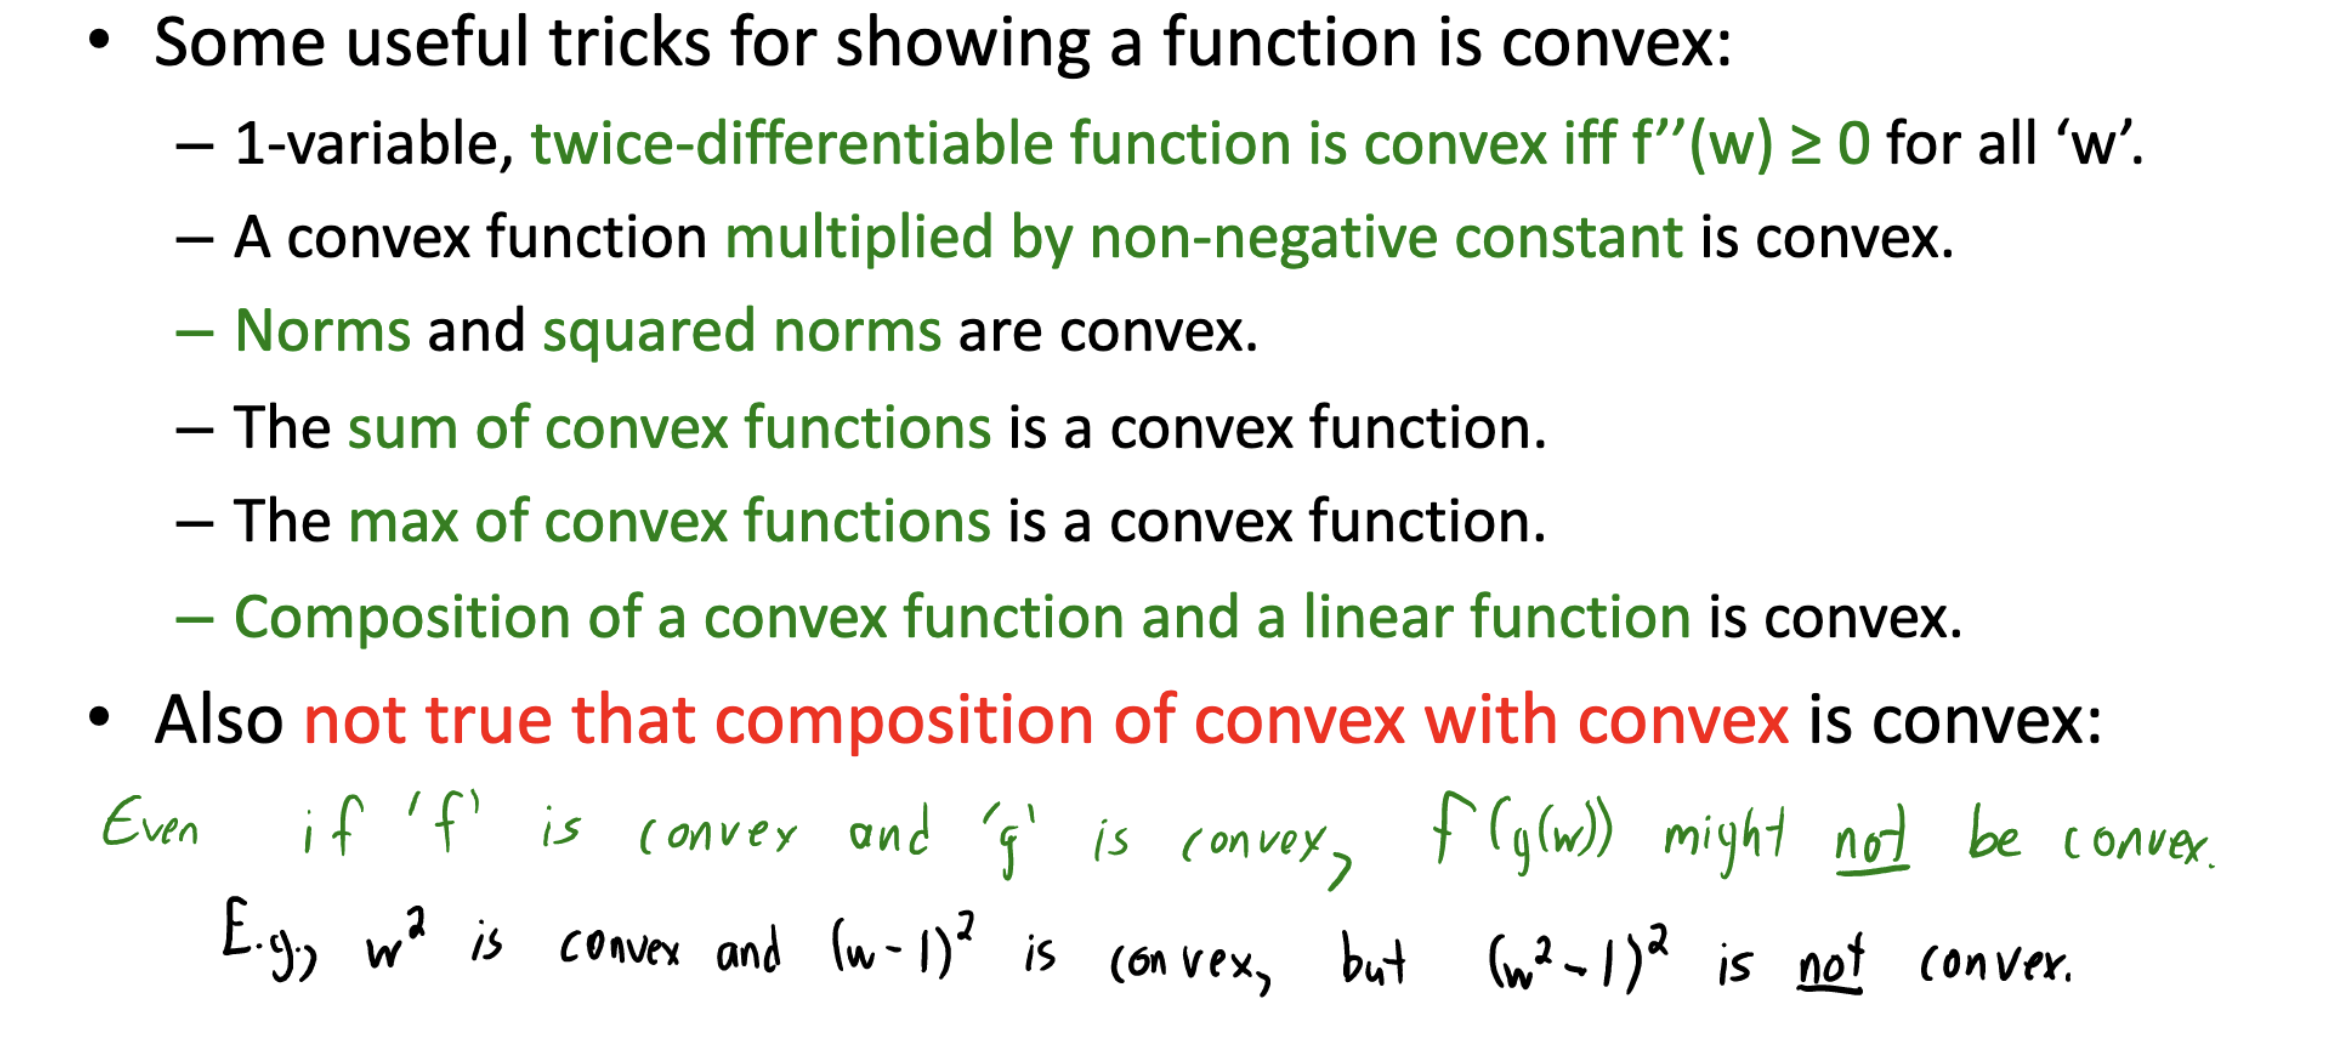 • Some useful tricks for showing a function is convex:
– 1-variable, twice-differentiable function is convex iff f’’(w) ≥ 0 for all ‘w’.
– A convex function multiplied by non-negative constant is convex.
– Norms and squared norms are convex.
– The sum of convex functions is a convex function.
– The max of convex functions is a convex function.
– Composition of a convex function and a linear function is convex.
• Also not true that composition of convex with convex is convex:
Even if 'f' is convex and 'g' is convex, f(g(w)) might not be convex.
E.g., w² is convex and (w-1)² is convex, but (w²-1)² is not convex.